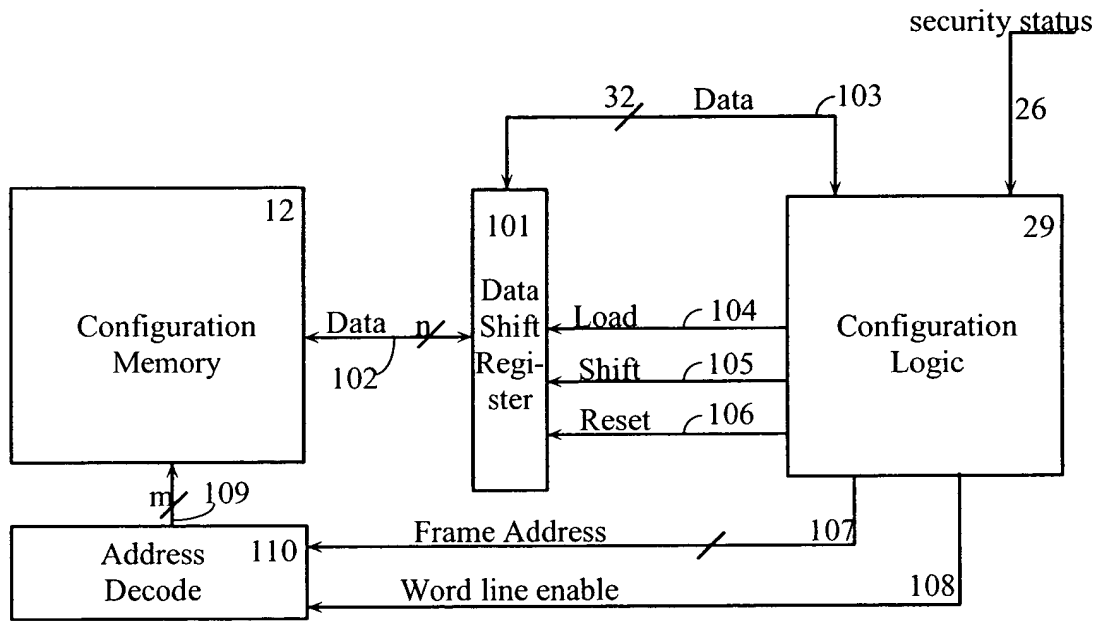 security status
32 Data 103
26
12
101
29
Data
Shift
Regi-
ster
Configuration
Memory
Data n
102
Load 104
Shift 105
Reset 106
Configuration
Logic
m 109
Address
Decode
110
Frame Address 107
Word line enable 108